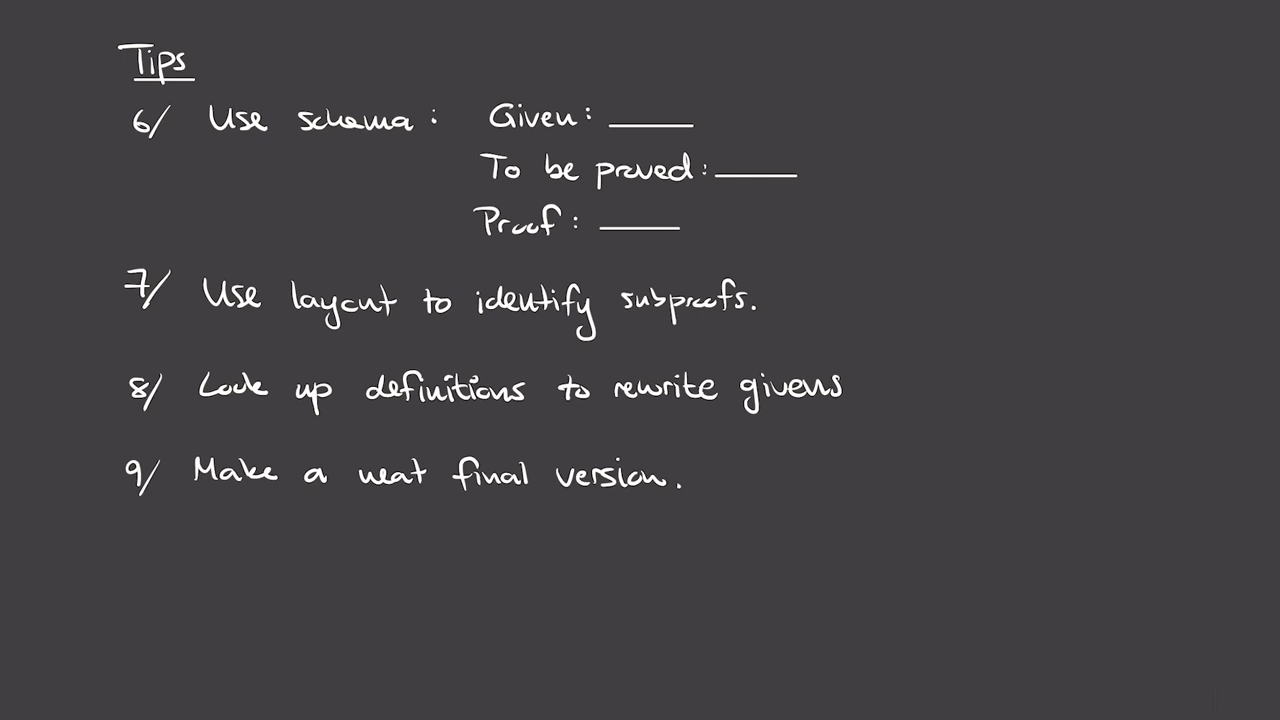 Tips
6/ Use schema: Given: ____
To be proved: ____
Proof: ____
7/ Use layout to identify subproofs.
8/ Look up definitions to rewrite givens
9/ Make a neat final version.